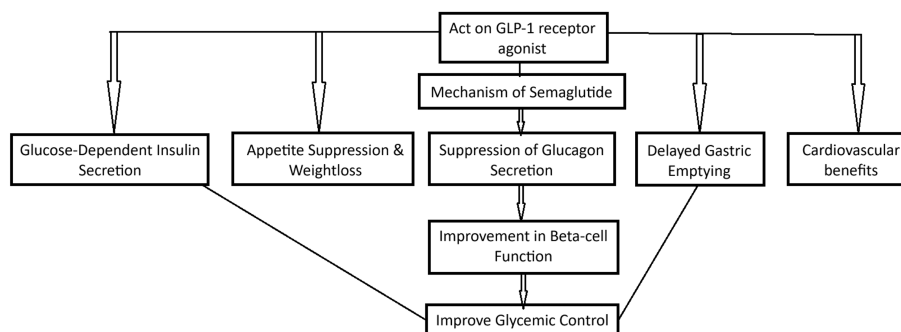 Act on GLP-1 receptor
agonist
Mechanism of Semaglutide
Glucose-Dependent Insulin
Secretion
Appetite Suppression &
Weightloss
Suppression of Glucagon
Secretion
Delayed Gastric
Emptying
Cardiovascular
benefits
Improvement in Beta-cell
Function
Improve Glycemic Control